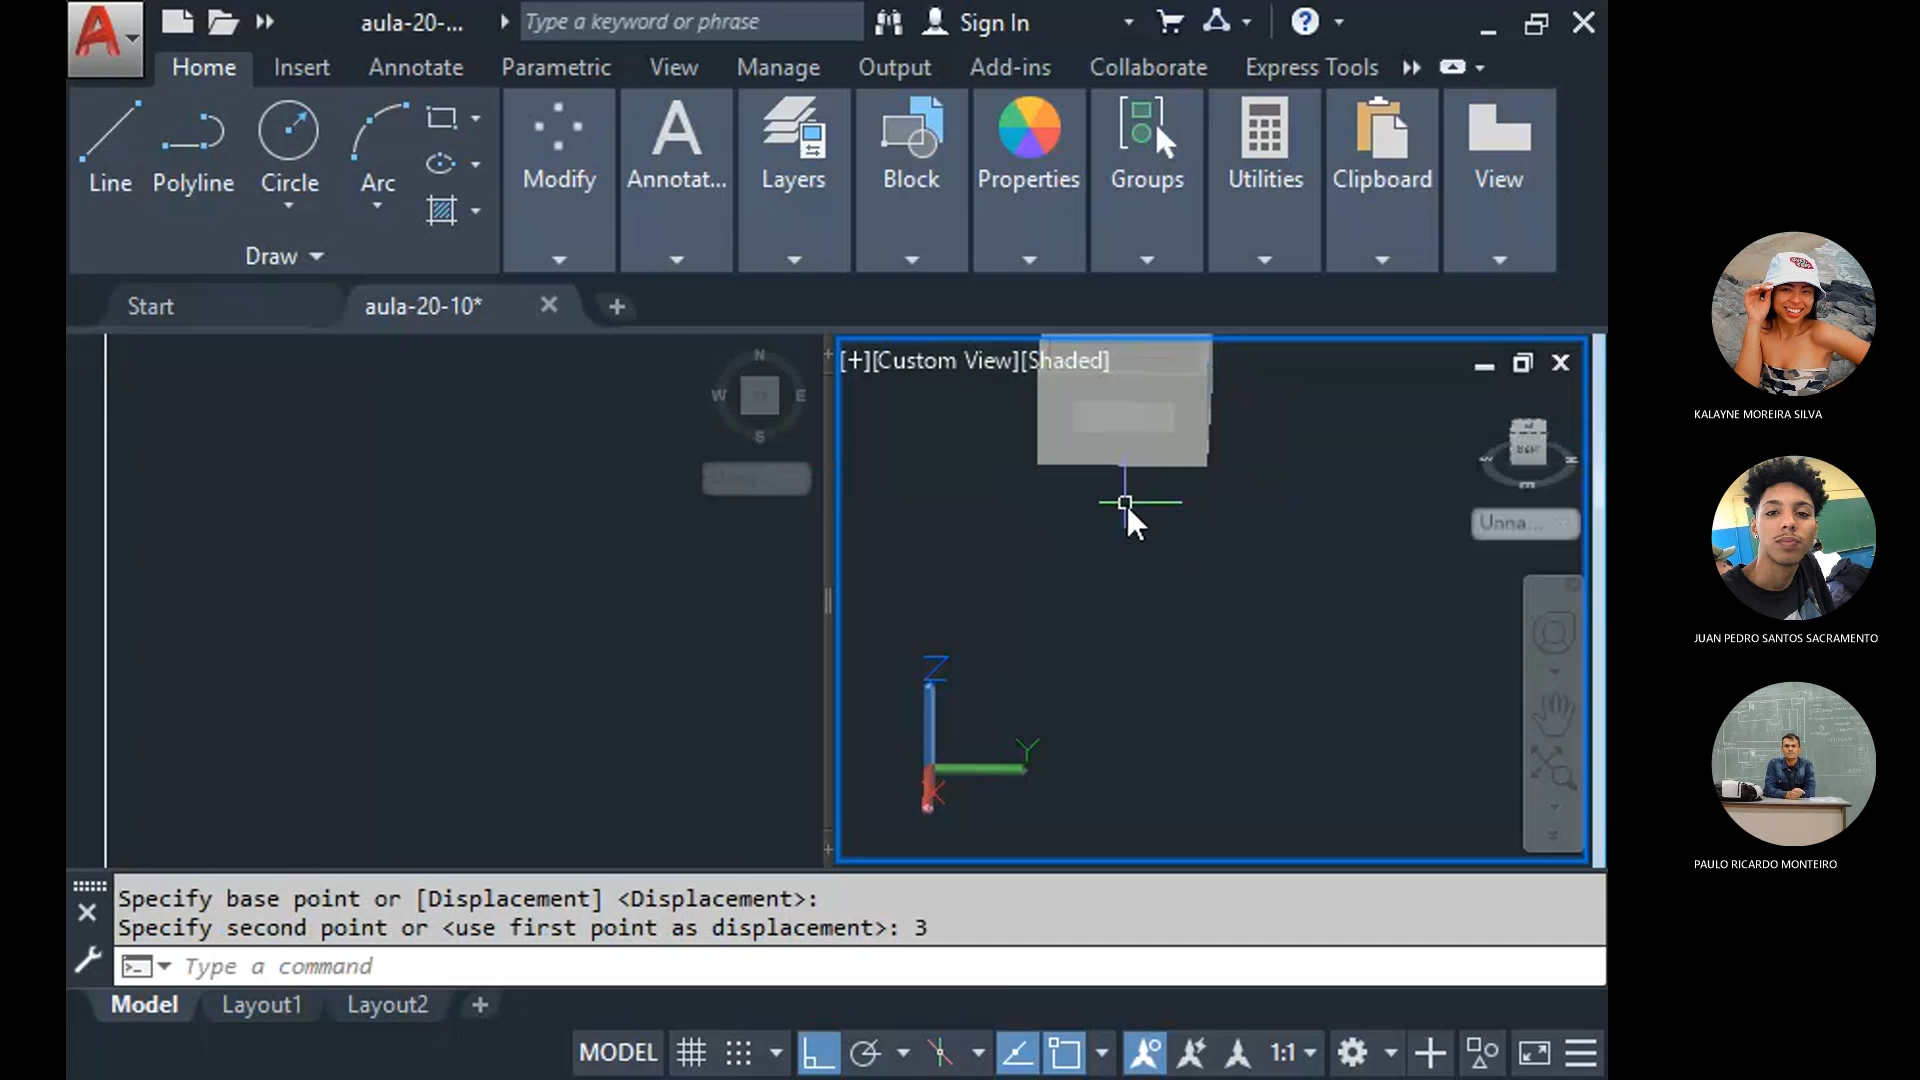 aula-20-...
Type a keyword or phrase
Sign In
Home
Insert
Annotate
Parametric
View
Manage
Output
Add-ins
Collaborate
Express Tools
Line
Polyline
Circle
Arc
Draw
Modify
Annotat...
Layers
Block
Properties
Groups
Utilities
Clipboard
View
Start
aula-20-10*
N
W
E
S
[+][Custom View][Shaded]
Unna...
Z
Y
X
Specify base point or [Displacement] <Displacement>:
Specify second point or <use first point as displacement>: 3
Type a command
Model
Layout1
Layout2
MODEL
1:1
KALAYNE MOREIRA SILVA
JUAN PEDRO SANTOS SACRAMENTO
PAULO RICARDO MONTEIRO